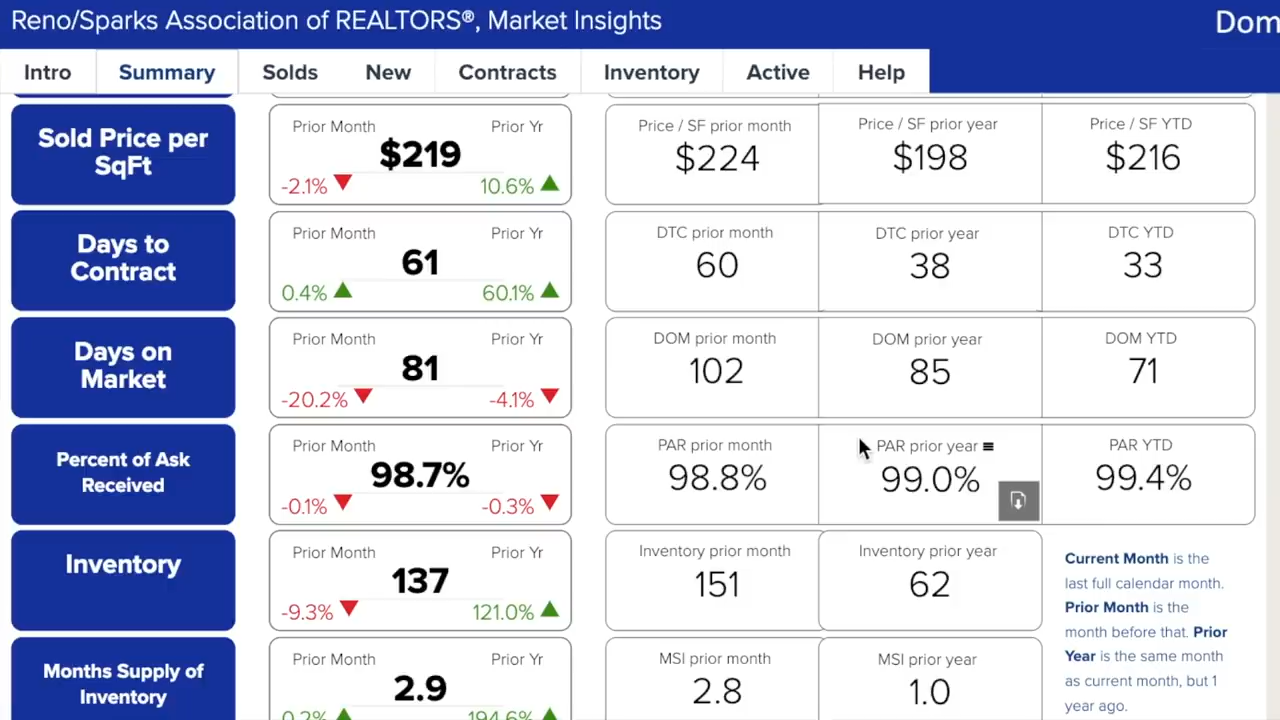 Reno/Sparks Association of REALTORS®, Market Insights
Dom
Intro Summary Solds New Contracts Inventory Active Help
Sold Price per
SqFt
Prior Month Prior Yr
$219
-2.1% 10.6%
Price / SF prior month Price / SF prior year Price / SF YTD
$224 $198 $216
Days to
Contract
Prior Month Prior Yr
61
0.4% 60.1%
DTC prior month DTC prior year DTC YTD
60 38 33
Days on
Market
Prior Month Prior Yr
81
-20.2% -4.1%
DOM prior month DOM prior year DOM YTD
102 85 71
Percent of Ask
Received
Prior Month Prior Yr
98.7%
-0.1% -0.3%
PAR prior month PAR prior year PAR YTD
98.8% 99.0% 99.4%
Inventory
Prior Month Prior Yr
137
-9.3% 121.0%
Inventory prior month Inventory prior year
151 62
Months Supply of
Inventory
Prior Month Prior Yr
2.9
0.2% 194.6%
MSI prior month MSI prior year
2.8 1.0
Current Month is the
last full calendar month.
Prior Month is the
month before that. Prior
Year is the same month
as current month, but 1
year ago.